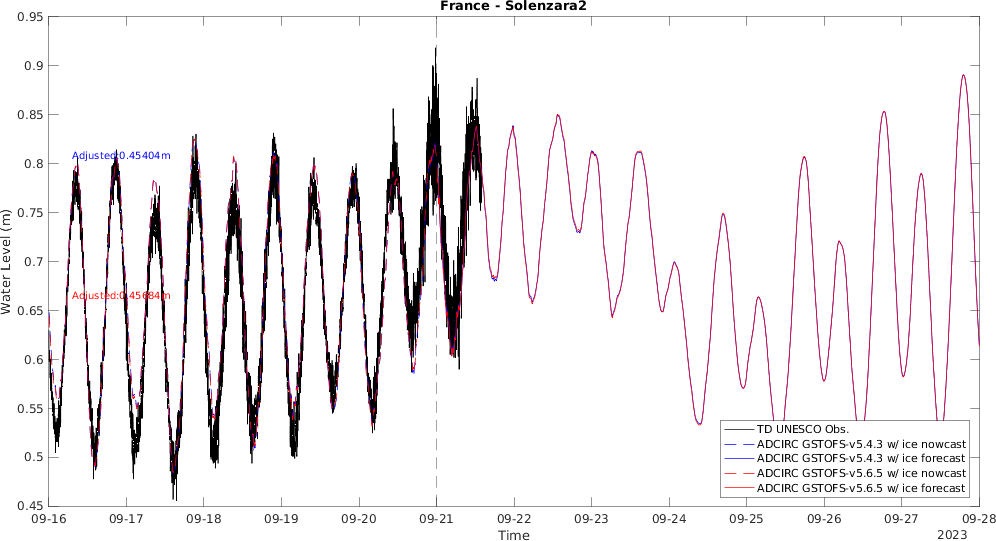 France - Solenzara2
0.95
0.9
0.85
0.8
0.75
0.7
0.65
0.6
0.55
0.5
0.45
Water Level (m)
Adjusted:0.45404m
Adjusted:0.45684m
TD UNESCO Obs.
ADCIRC GSTOFS-v5.4.3 w/ ice nowcast
ADCIRC GSTOFS-v5.4.3 w/ ice forecast
ADCIRC GSTOFS-v5.6.5 w/ ice nowcast
ADCIRC GSTOFS-v5.6.5 w/ ice forecast
09-16 09-17 09-18 09-19 09-20 09-21 09-22 09-23 09-24 09-25 09-26 09-27 09-28
Time
2023